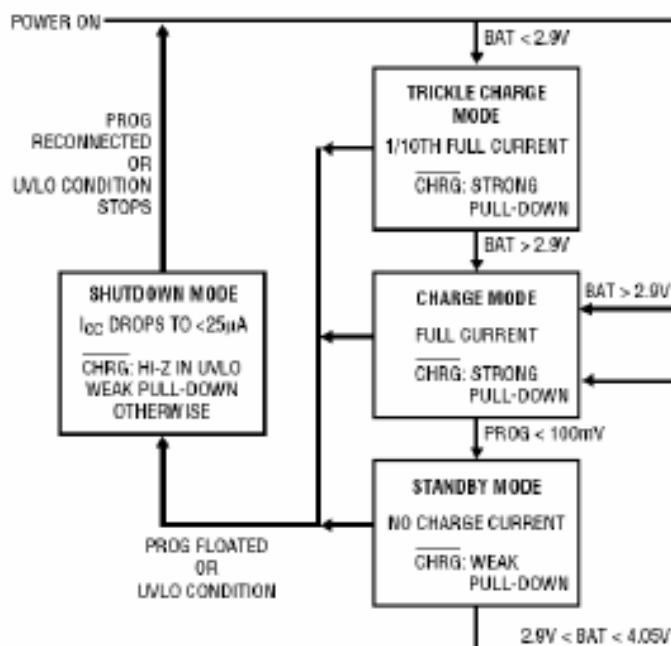 POWER ON
BAT < 2.9V
TRICKLE CHARGE
MODE
1/10TH FULL CURRENT
CHRG: STRONG
PULL-DOWN
PROG
RECONNECTED
OR
UVLO CONDITION
STOPS
BAT > 2.9V
SHUTDOWN MODE
ICC DROPS TO <25μA
CHRG: HI-Z IN UVLO
WEAK PULL-DOWN
OTHERWISE
CHARGE MODE
FULL CURRENT
CHRG: STRONG
PULL-DOWN
BAT > 2.9V
PROG < 100mV
STANDBY MODE
NO CHARGE CURRENT
CHRG: WEAK
PULL-DOWN
PROG FLOATED
OR
UVLO CONDITION
2.9V < BAT < 4.05V